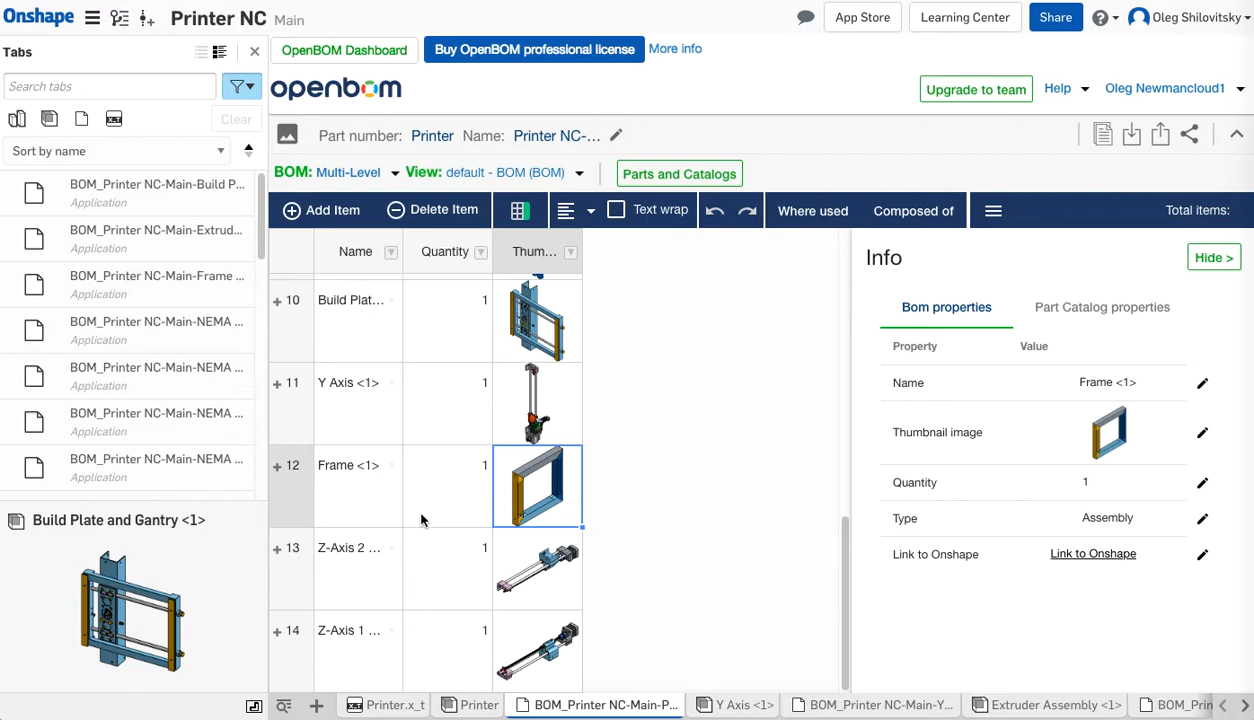 Onshape Printer NC Main App Store Learning Center Share Oleg Shilovitsky
Tabs
Search tabs
Clear
Sort by name
BOM_Printer NC-Main-Build P...
Application
BOM_Printer NC-Main-Extrud...
Application
BOM_Printer NC-Main-Frame ...
Application
BOM_Printer NC-Main-NEMA ...
Application
BOM_Printer NC-Main-NEMA ...
Application
BOM_Printer NC-Main-NEMA ...
Application
BOM_Printer NC-Main-NEMA ...
Application
Build Plate and Gantry <1>
OpenBOM Dashboard Buy OpenBOM professional license More info
openbom Upgrade to team Help Oleg Newmancloud1
Part number: Printer Name: Printer NC-...
BOM: Multi-Level View: default - BOM (BOM) Parts and Catalogs
Add Item Delete Item Text wrap Where used Composed of Total items:
Name Quantity Thum...
10 Build Plat... 1
11 Y Axis <1> 1
12 Frame <1> 1
13 Z-Axis 2 ... 1
14 Z-Axis 1 ... 1
Info Hide >
Bom properties Part Catalog properties
Property Value
Name Frame <1>
Thumbnail image
Quantity 1
Type Assembly
Link to Onshape Link to Onshape
Printer.x_t Printer BOM_Printer NC-Main-P... Y Axis <1> BOM_Printer NC-Main-Y... Extruder Assembly <1> BOM_Prin